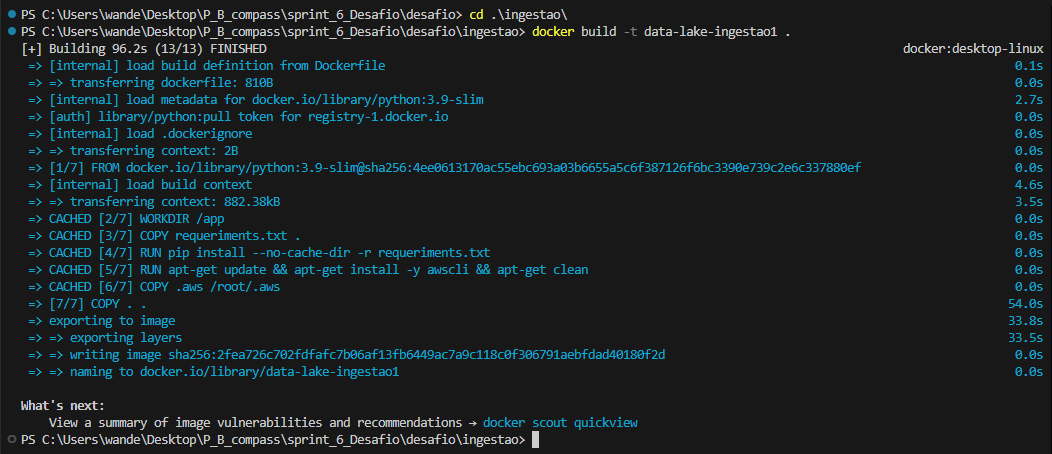 PS C:\Users\wande\Desktop\P_B_compass\sprint_6_Desafio\desafio> cd .\ingestao\
PS C:\Users\wande\Desktop\P_B_compass\sprint_6_Desafio\desafio\ingestao> docker build -t data-lake-ingestao1 .
[+] Building 96.2s (13/13) FINISHED docker:desktop-linux
=> [internal] load build definition from Dockerfile 0.1s
=> => transferring dockerfile: 810B 0.0s
=> [internal] load metadata for docker.io/library/python:3.9-slim 2.7s
=> [auth] library/python:pull token for registry-1.docker.io 0.0s
=> [internal] load .dockerignore 0.0s
=> => transferring context: 2B 0.0s
=> [1/7] FROM docker.io/library/python:3.9-slim@sha256:4ee0613170ac55ebc693a03b6655a5c6f387126f6bc3390e739c2e6c337880ef 0.0s
=> [internal] load build context 4.6s
=> => transferring context: 882.38kB 3.5s
=> CACHED [2/7] WORKDIR /app 0.0s
=> CACHED [3/7] COPY requeriments.txt . 0.0s
=> CACHED [4/7] RUN pip install --no-cache-dir -r requeriments.txt 0.0s
=> CACHED [5/7] RUN apt-get update && apt-get install -y awscli && apt-get clean 0.0s
=> CACHED [6/7] COPY .aws /root/.aws 0.0s
=> [7/7] COPY . . 54.0s
=> exporting to image 33.8s
=> => exporting layers 33.5s
=> => writing image sha256:2fea726c702fdfafc7b06af13fb6449ac7a9c118c0f306791aebfdad40180f2d 0.0s
=> => naming to docker.io/library/data-lake-ingestao1 0.0s
What's next:
View a summary of image vulnerabilities and recommendations → docker scout quickview
PS C:\Users\wande\Desktop\P_B_compass\sprint_6_Desafio\desafio\ingestao>